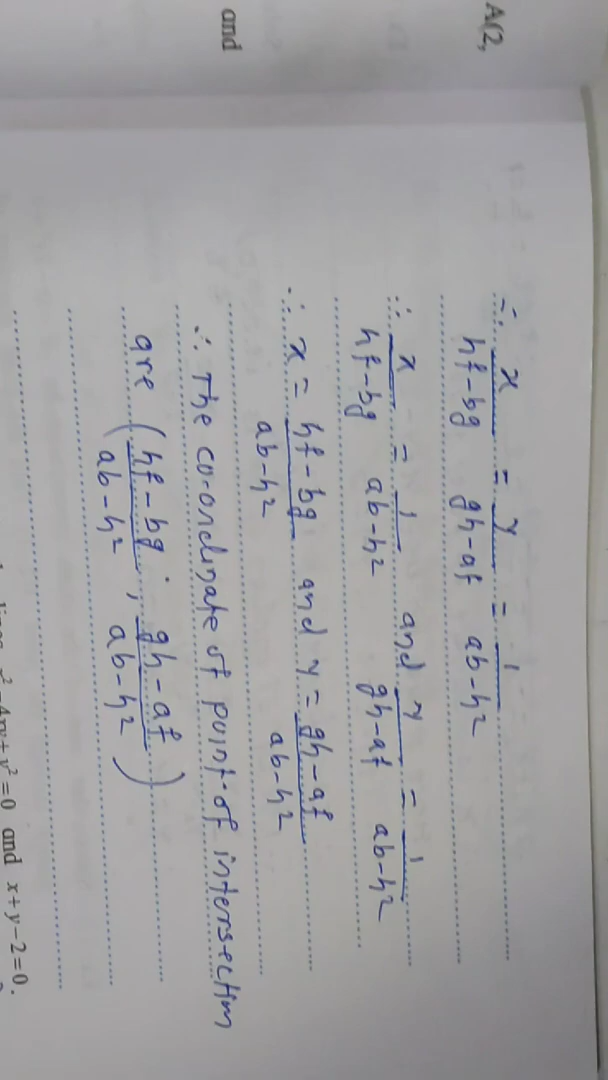 A(2,
and
∴ x/(hf-bg) = y/(gh-af) = 1/(ab-h²)
∴ x/(hf-bg) = 1/(ab-h²) and y/(gh-af) = 1/(ab-h²)
∴ x = (hf-bg)/(ab-h²) and y = (gh-af)/(ab-h²)
∴ The co-ordinate of point of intersection
are ((hf-bg)/(ab-h²) , (gh-af)/(ab-h²))
y²=0 and x+y-2=0.